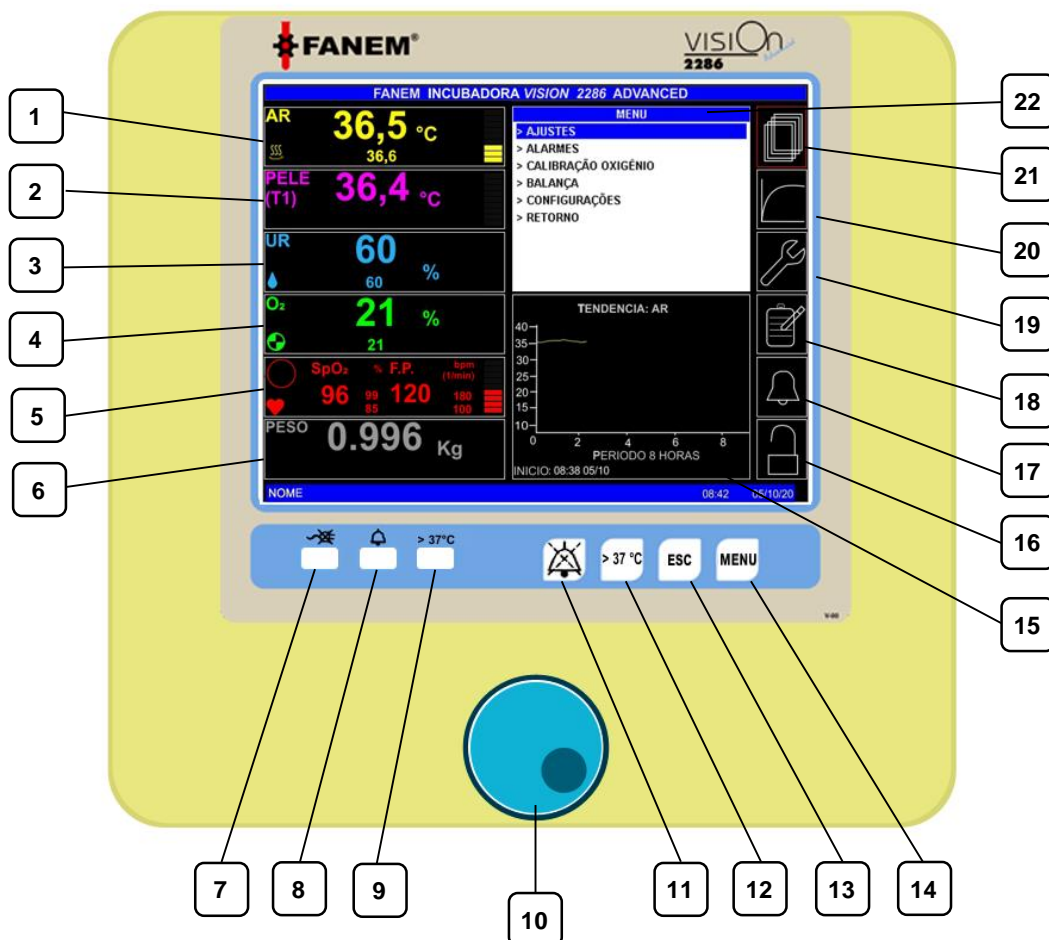 FANEM®
VISION
2286
Advanced
FANEM INCUBADORA VISION 2286 ADVANCED
AR
36,5 °C
36,6
PELE
(T1)
36,4 °C
UR
60 %
60
O₂
21 %
21
SpO₂ % F.P. bpm
(1/min)
96 99 120 180
85 100
PESO
0.996 Kg
MENU
> AJUSTES
> ALARMES
> CALIBRAÇÃO OXIGÊNIO
> BALANÇA
> CONFIGURAÇÕES
> RETORNO
TENDENCIA: AR
40
35
30
25
20
15
10
0 2 4 6 8
PERIODO 8 HORAS
INICIO: 08:38 05/10
NOME 08:42 05/10/20
> 37°C
> 37 °C
ESC
MENU
V-00
1
2
3
4
5
6
7
8
9
10
11
12
13
14
15
16
17
18
19
20
21
22